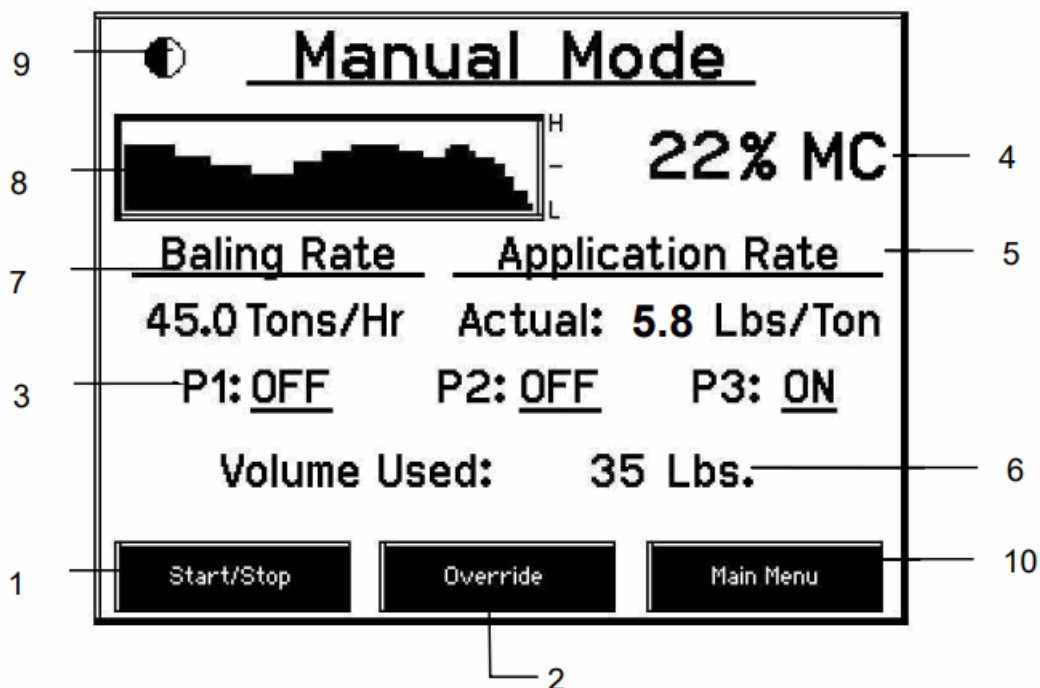 9
Manual Mode
H
–
L
8
22% MC
4
Baling Rate
Application Rate
5
7
45.0 Tons/Hr
Actual: 5.8 Lbs/Ton
3
P1: OFF P2: OFF P3: ON
Volume Used: 35 Lbs.
6
1
Start/Stop
Override
Main Menu
10
2